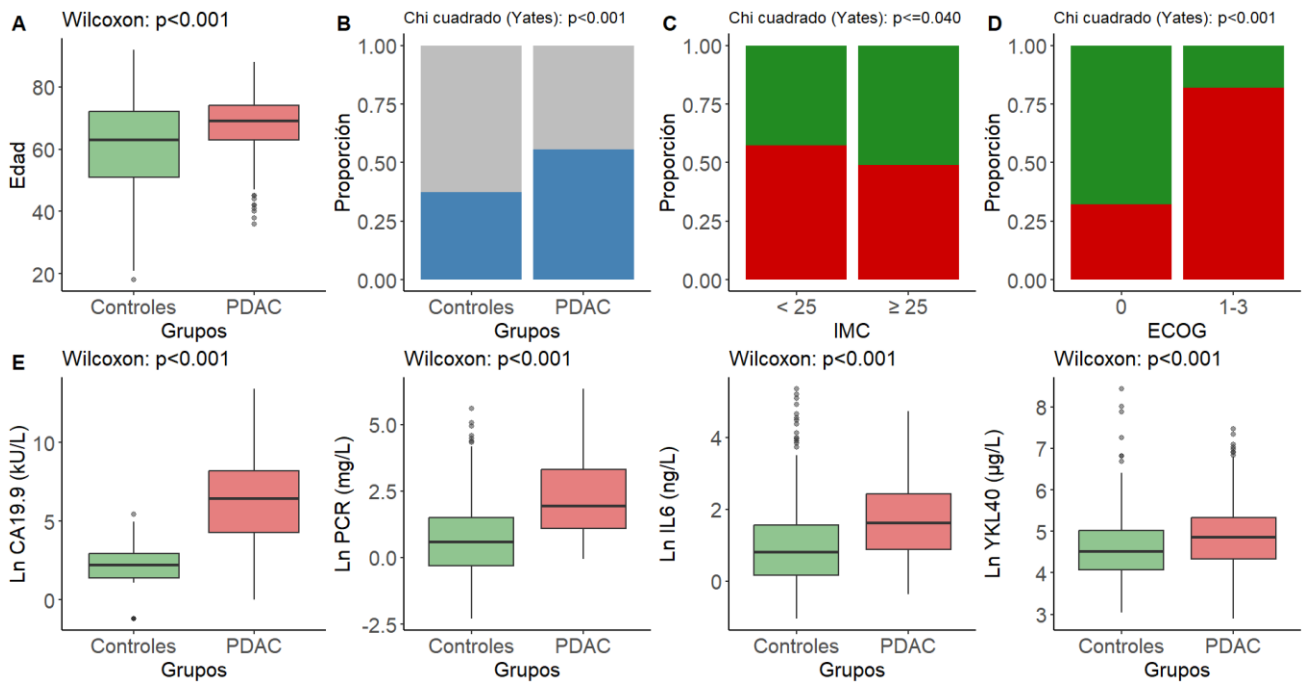 A
Wilcoxon: p<0.001
Edad
80
60
40
20
Controles
PDAC
Grupos
B
Chi cuadrado (Yates): p<0.001
Proporción
1.00
0.75
0.50
0.25
0.00
Controles
PDAC
Grupos
C
Chi cuadrado (Yates): p<=0.040
Proporción
1.00
0.75
0.50
0.25
0.00
< 25
≥ 25
IMC
D
Chi cuadrado (Yates): p<0.001
Proporción
1.00
0.75
0.50
0.25
0.00
0
1-3
ECOG
E
Wilcoxon: p<0.001
Ln CA19.9 (kU/L)
10
5
0
Controles
PDAC
Grupos
Wilcoxon: p<0.001
Ln PCR (mg/L)
5.0
2.5
0.0
-2.5
Controles
PDAC
Grupos
Wilcoxon: p<0.001
Ln IL6 (ng/L)
4
2
0
Controles
PDAC
Grupos
Wilcoxon: p<0.001
Ln YKL40 (µg/L)
8
7
6
5
4
3
Controles
PDAC
Grupos